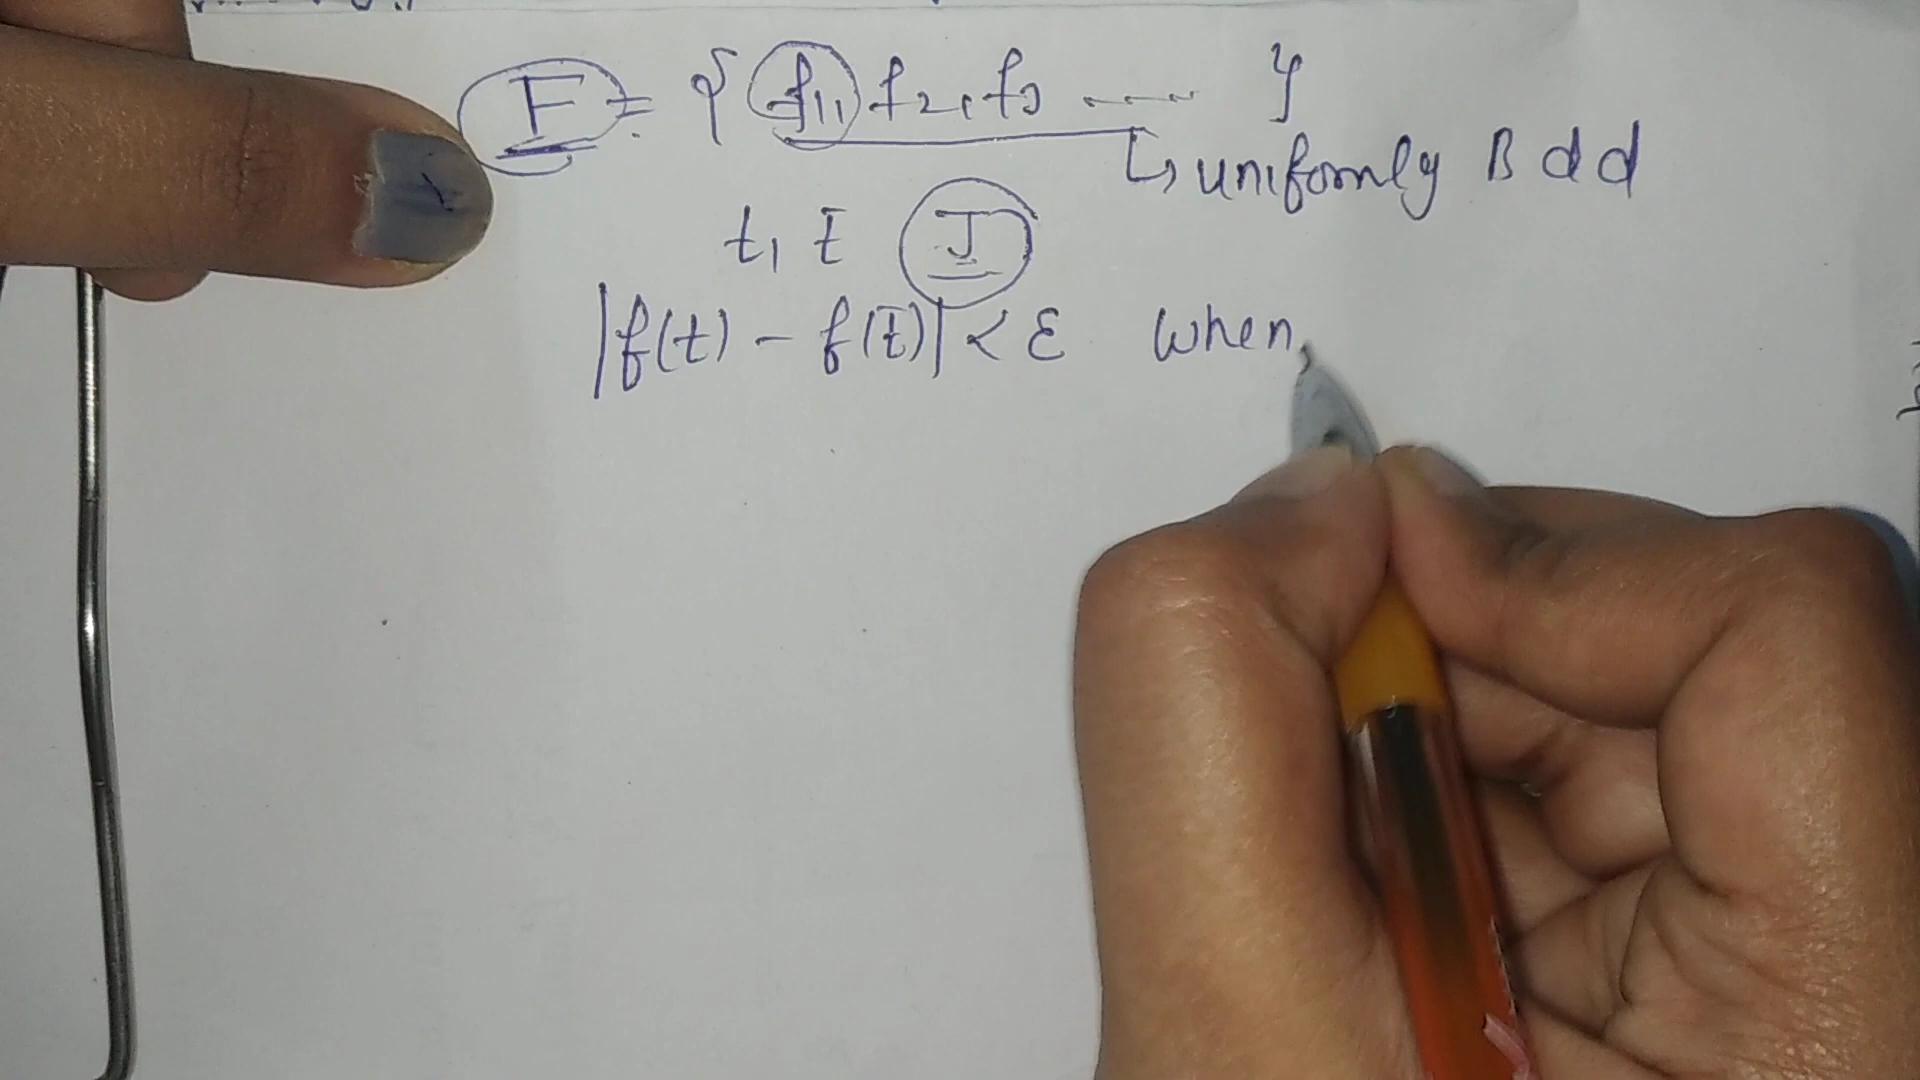 F = { f1, f2, f3 ---- }
↳ uniformly Bdd
t, t̄ J
|f(t) - f(t̄)| < ε when,